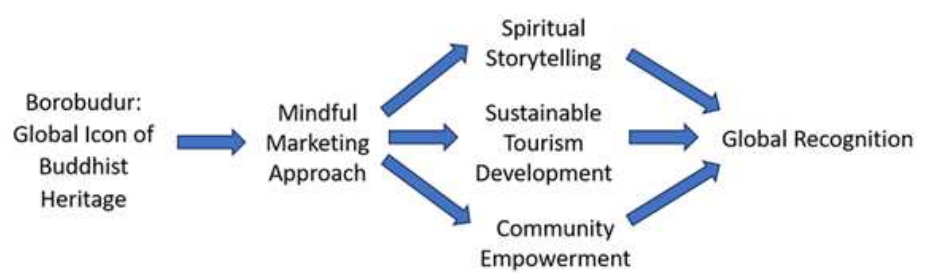 Borobudur:
Global Icon of
Buddhist
Heritage
Mindful
Marketing
Approach
Spiritual
Storytelling
Sustainable
Tourism
Development
Community
Empowerment
Global Recognition